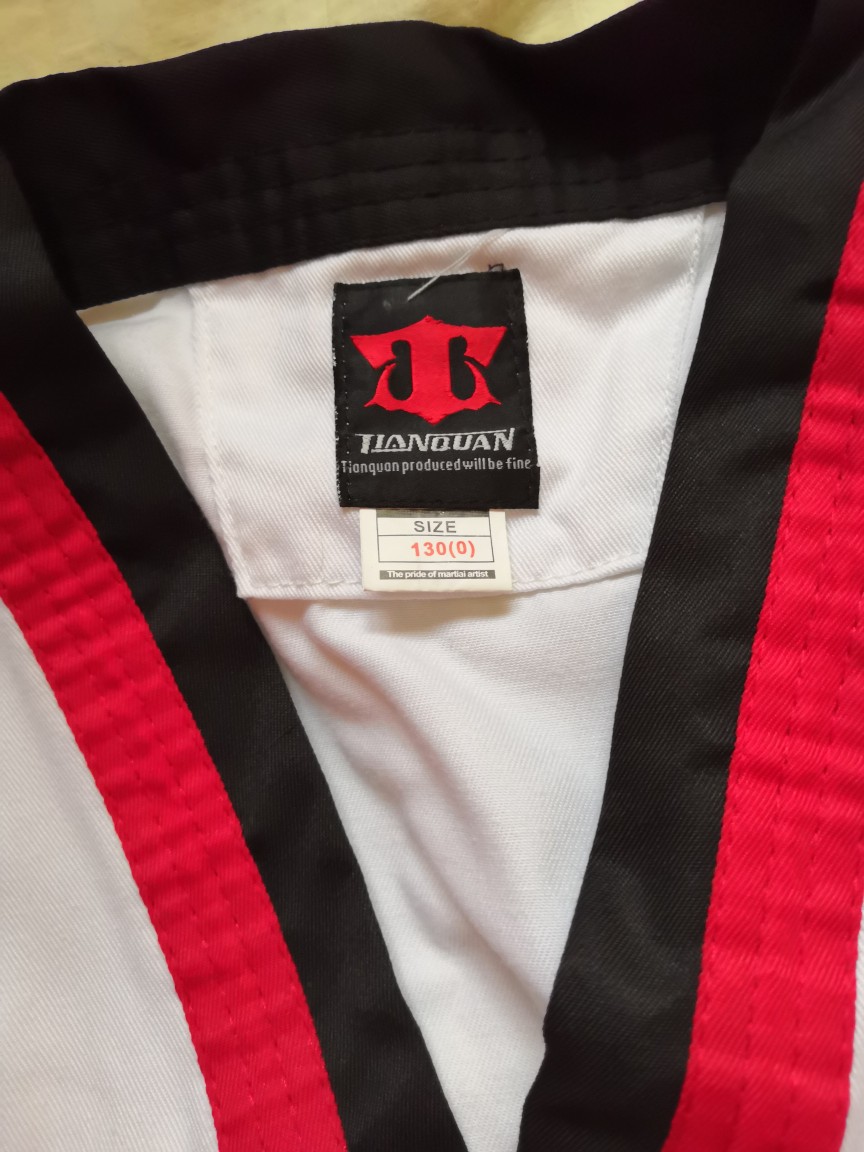 TIANQUAN
Tianquan produced will be fine
SIZE
130(0)
The pride of martial artist